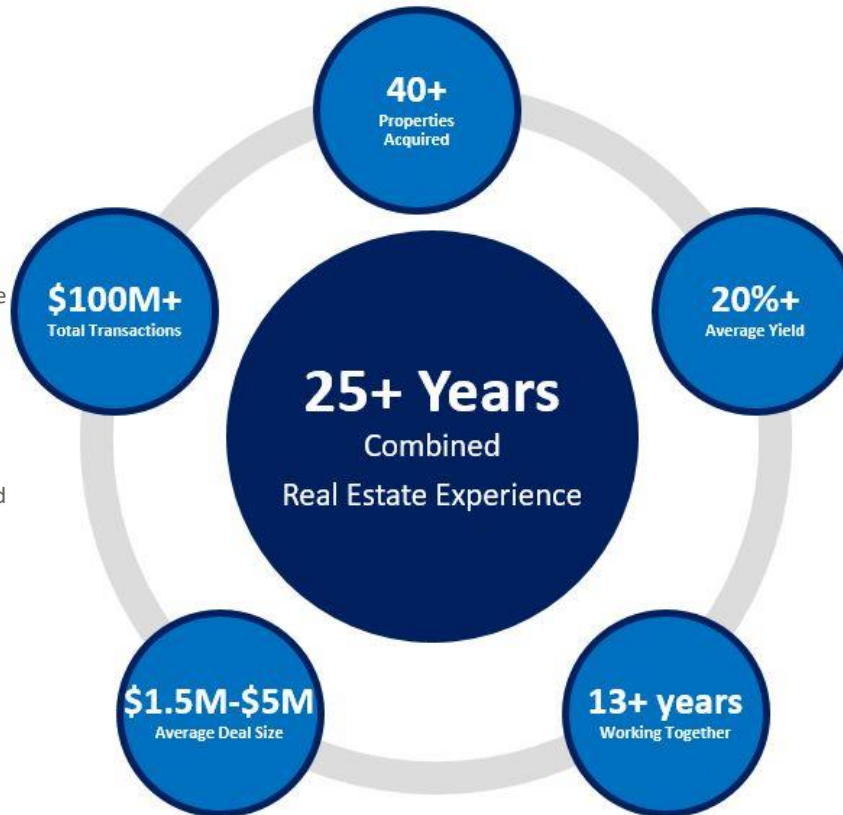 40+
Properties
Acquired
$100M+
Total Transactions
20%+
Average Yield
25+ Years
Combined
Real Estate Experience
$1.5M-$5M
Average Deal Size
13+ years
Working Together